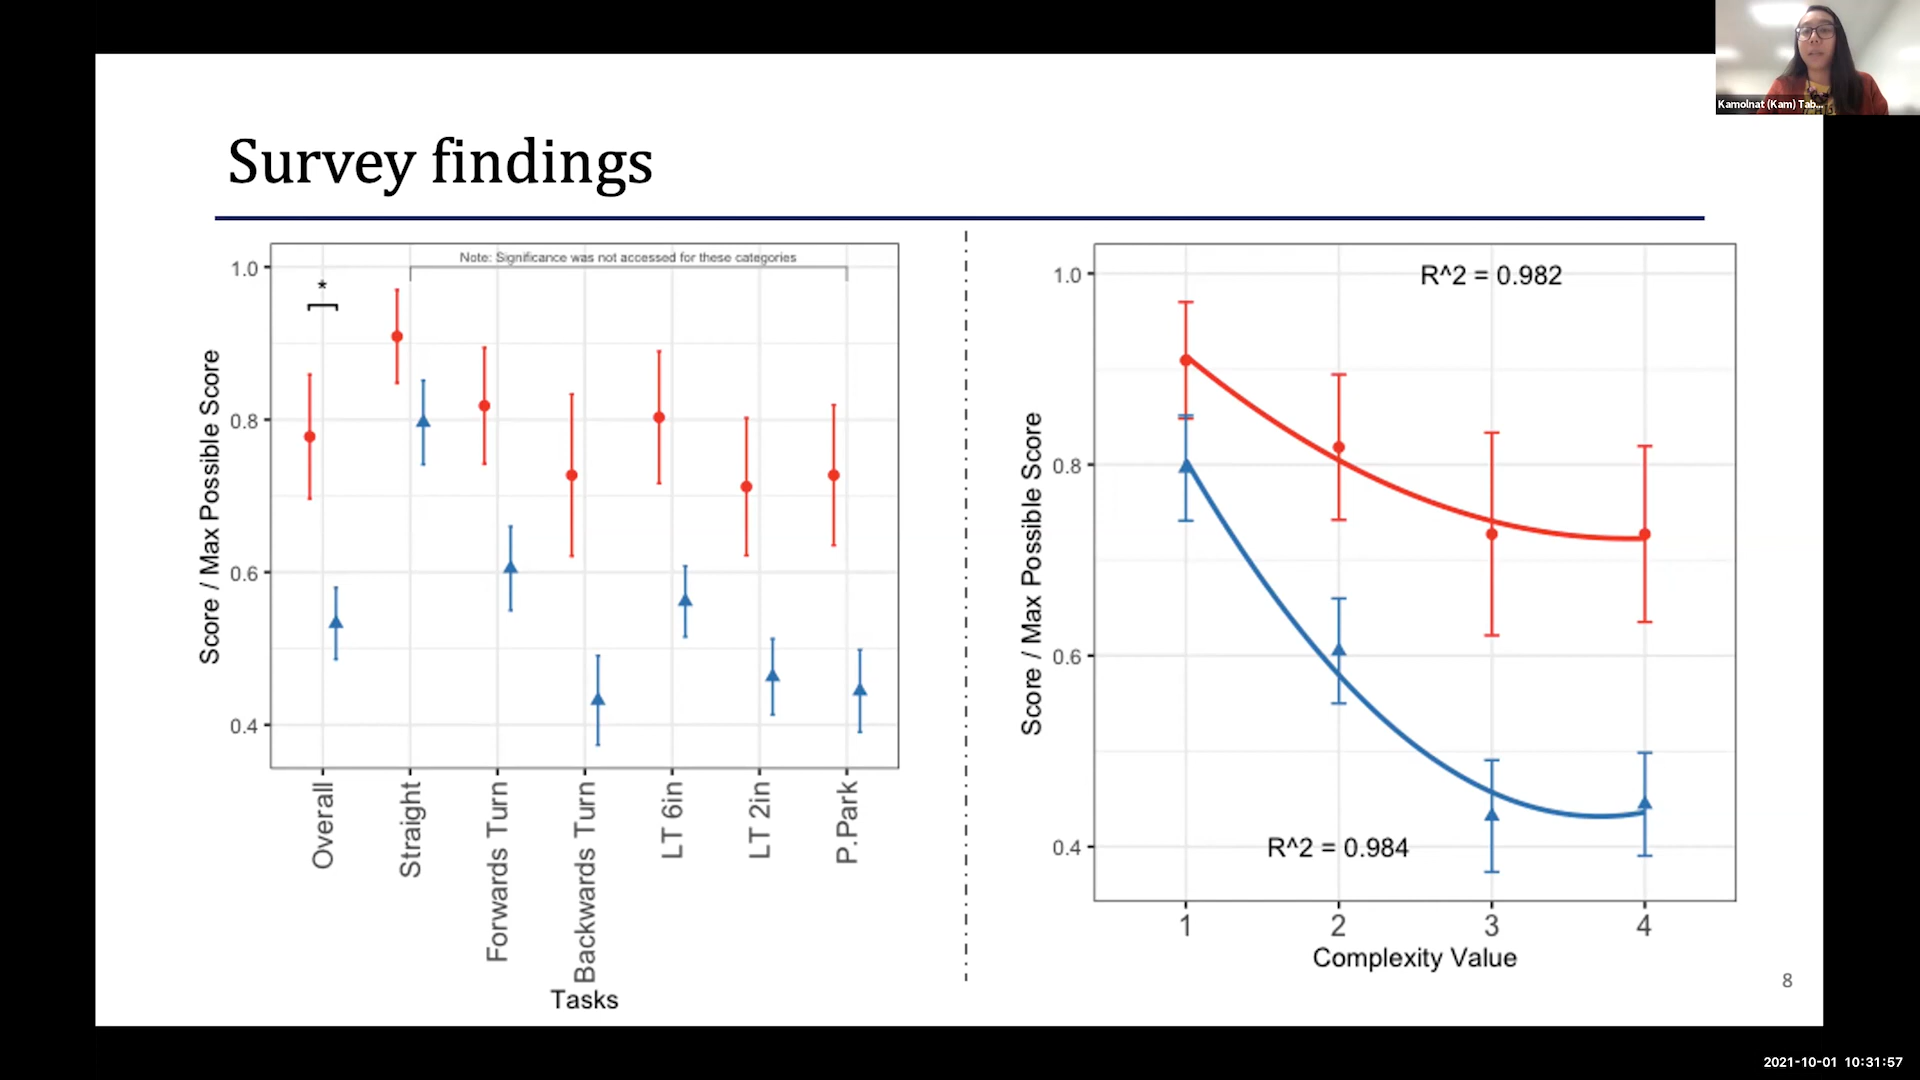 Kamolnat (Kam) Tab...
Survey findings
Note: Significance was not accessed for these categories
*
1.0
0.8
0.6
0.4
Score / Max Possible Score
Overall
Straight
Forwards Turn
Backwards Turn
LT 6in
LT 2in
P.Park
Tasks
R^2 = 0.982
1.0
0.8
0.6
0.4
Score / Max Possible Score
R^2 = 0.984
1 2 3 4
Complexity Value
8
2021-10-01 10:31:57